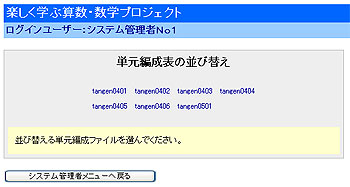 楽しく学ぶ算数・数学プロジェクト
ログインユーザー：システム管理者No1
単元編成表の並び替え
tangen0401 tangen0402 tangen0403 tangen0404
tangen0405 tangen0406 tangen0501
並び替える単元編成ファイルを選んでください。
システム管理者メニューへ戻る